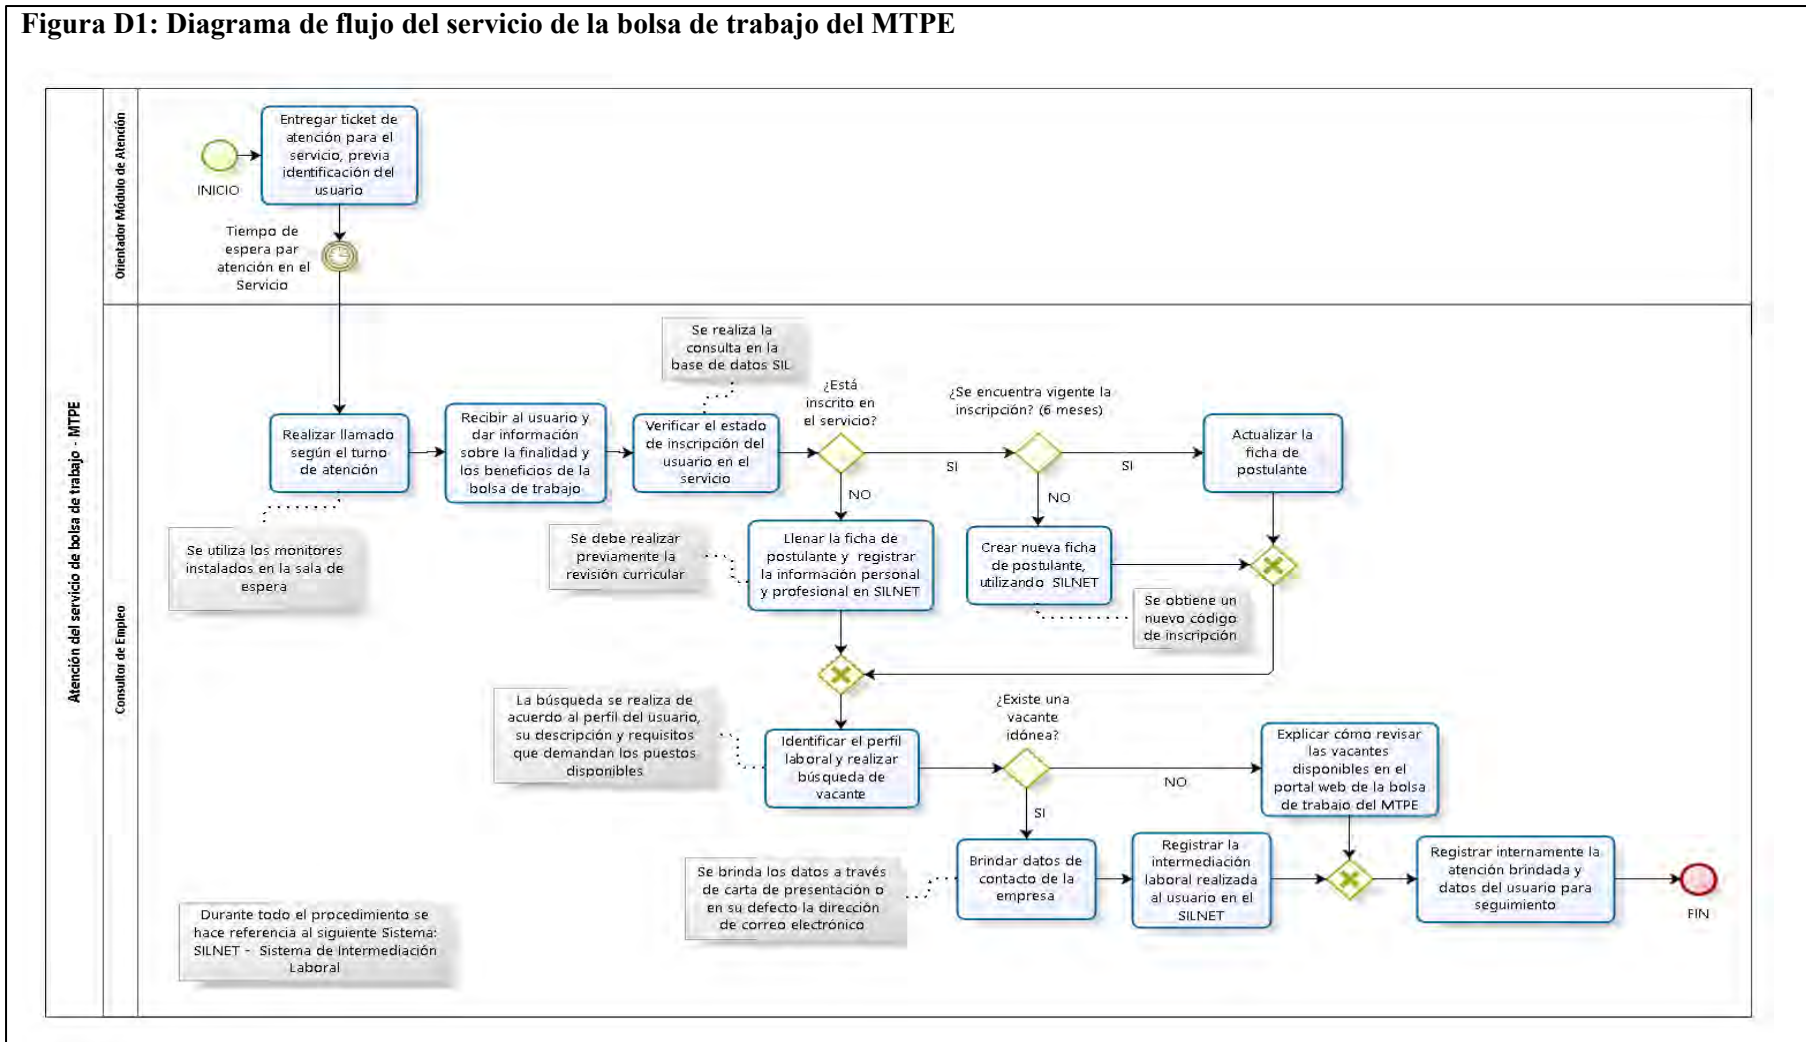 Figura D1: Diagrama de flujo del servicio de la bolsa de trabajo del MTPE
Atención del servicio de bolsa de trabajo - MTPE
Orientador Módulo de Atención
INICIO
Entregar ticket de
atención para el
servicio, previa
identificación del
usuario
Tiempo de
espera par
atención en el
Servicio
Consultor de Empleo
Realizar llamado
según el turno
de atención
Se utiliza los monitores
instalados en la sala de
espera
Recibir al usuario y
dar información
sobre la finalidad y
los beneficios de la
bolsa de trabajo
Se realiza la
consulta en la
base de datos SIL
Verificar el estado
de inscripción del
usuario en el
servicio
¿Está
inscrito en
el servicio?
SI
NO
¿Se encuentra vigente la
inscripción? (6 meses)
SI
NO
Actualizar la
ficha de
postulante
Se debe realizar
previamente la
revisión curricular
Llenar la ficha de
postulante y registrar
la información personal
y profesional en SILNET
Crear nueva ficha
de postulante,
utilizando SILNET
Se obtiene un
nuevo código
de inscripción
La búsqueda se realiza de
acuerdo al perfil del usuario,
su descripción y requisitos
que demandan los puestos
disponibles
Identificar el perfil
laboral y realizar
búsqueda de
vacante
¿Existe una
vacante
idónea?
NO
SI
Explicar cómo revisar
las vacantes
disponibles en el
portal web de la bolsa
de trabajo del MTPE
Se brinda los datos a través
de carta de presentación o
en su defecto la dirección
de correo electrónico
Brindar datos de
contacto de la
empresa
Registrar la
intermediación
laboral realizada
al usuario en el
SILNET
Registrar internamente la
atención brindada y
datos del usuario para
seguimiento
FIN
Durante todo el procedimiento se
hace referencia al siguiente Sistema:
SILNET - Sistema de Intermediación
Laboral